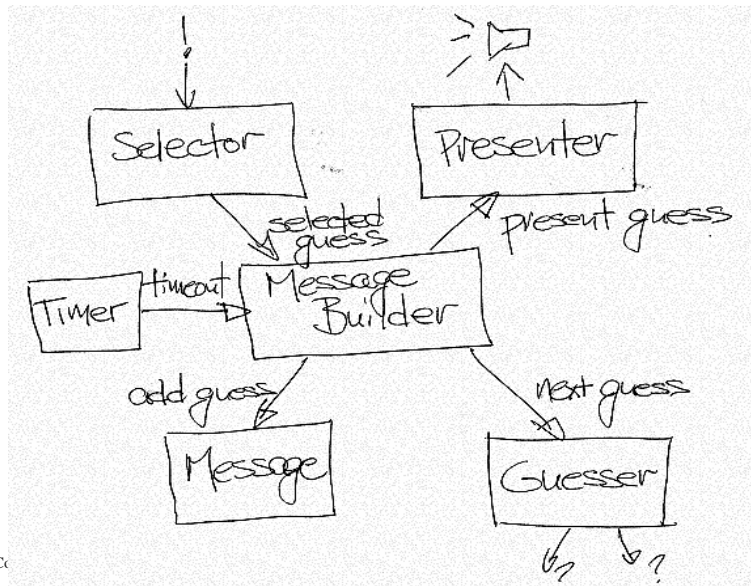 !
Selector
Presenter
selected
guess
present guess
timeout
Timer
Message
Builder
add guess
next guess
Message
Guesser
? ?